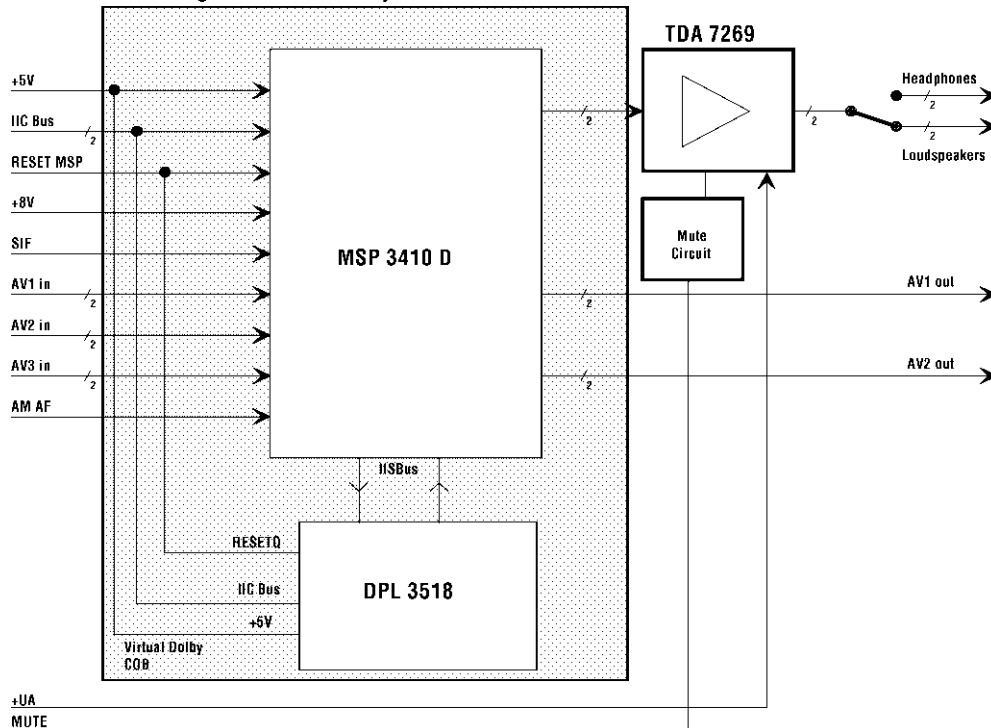 TDA 7269
+5V
IIC Bus
2
RESET MSP
+8V
SIF
AV1 in
2
AV2 in
2
AV3 in
2
AM AF
MSP 3410 D
2
2
Headphones
2
2
Loudspeakers
Mute
Circuit
2
AV1 out
2
AV2 out
IISBus
RESETQ
IIC Bus
+5V
DPL 3518
Virtual Dolby
COB
+UA
MUTE